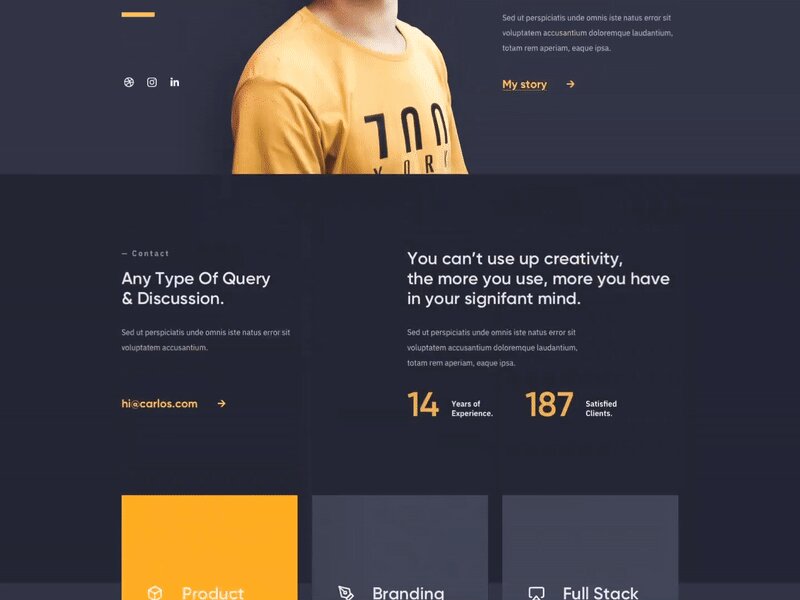 Sed ut perspiciatis unde omnis iste natus error sit
voluptatem accusantium doloremque laudantium,
totam rem aperiam, eaque ipsa.
My story
YORK
— Contact
Any Type Of Query
& Discussion.
Sed ut perspiciatis unde omnis iste natus error sit
voluptatem accusantium.
hi@carlos.com
You can’t use up creativity,
the more you use, more you have
in your signifant mind.
Sed ut perspiciatis unde omnis iste natus error sit
voluptatem accusantium doloremque laudantium,
totam rem aperiam, eaque ipsa.
14
Years of
Experience.
187
Satisfied
Clients.
Product
Branding
Full Stack